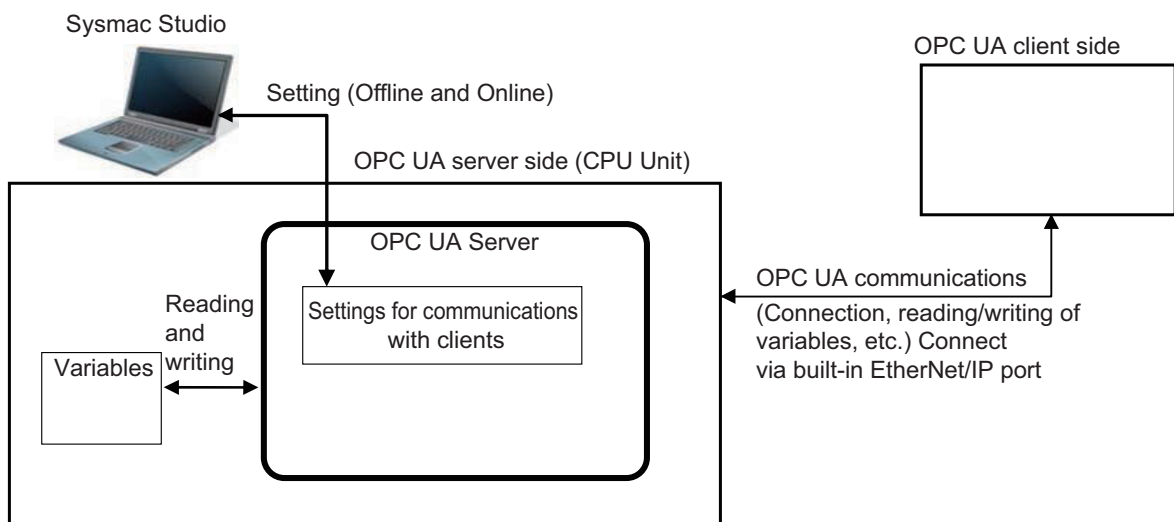 Sysmac Studio
OPC UA client side
Setting (Offline and Online)
OPC UA server side (CPU Unit)
OPC UA Server
Settings for communications
with clients
Reading
and
writing
Variables
OPC UA communications
(Connection, reading/writing of
variables, etc.) Connect
via built-in EtherNet/IP port